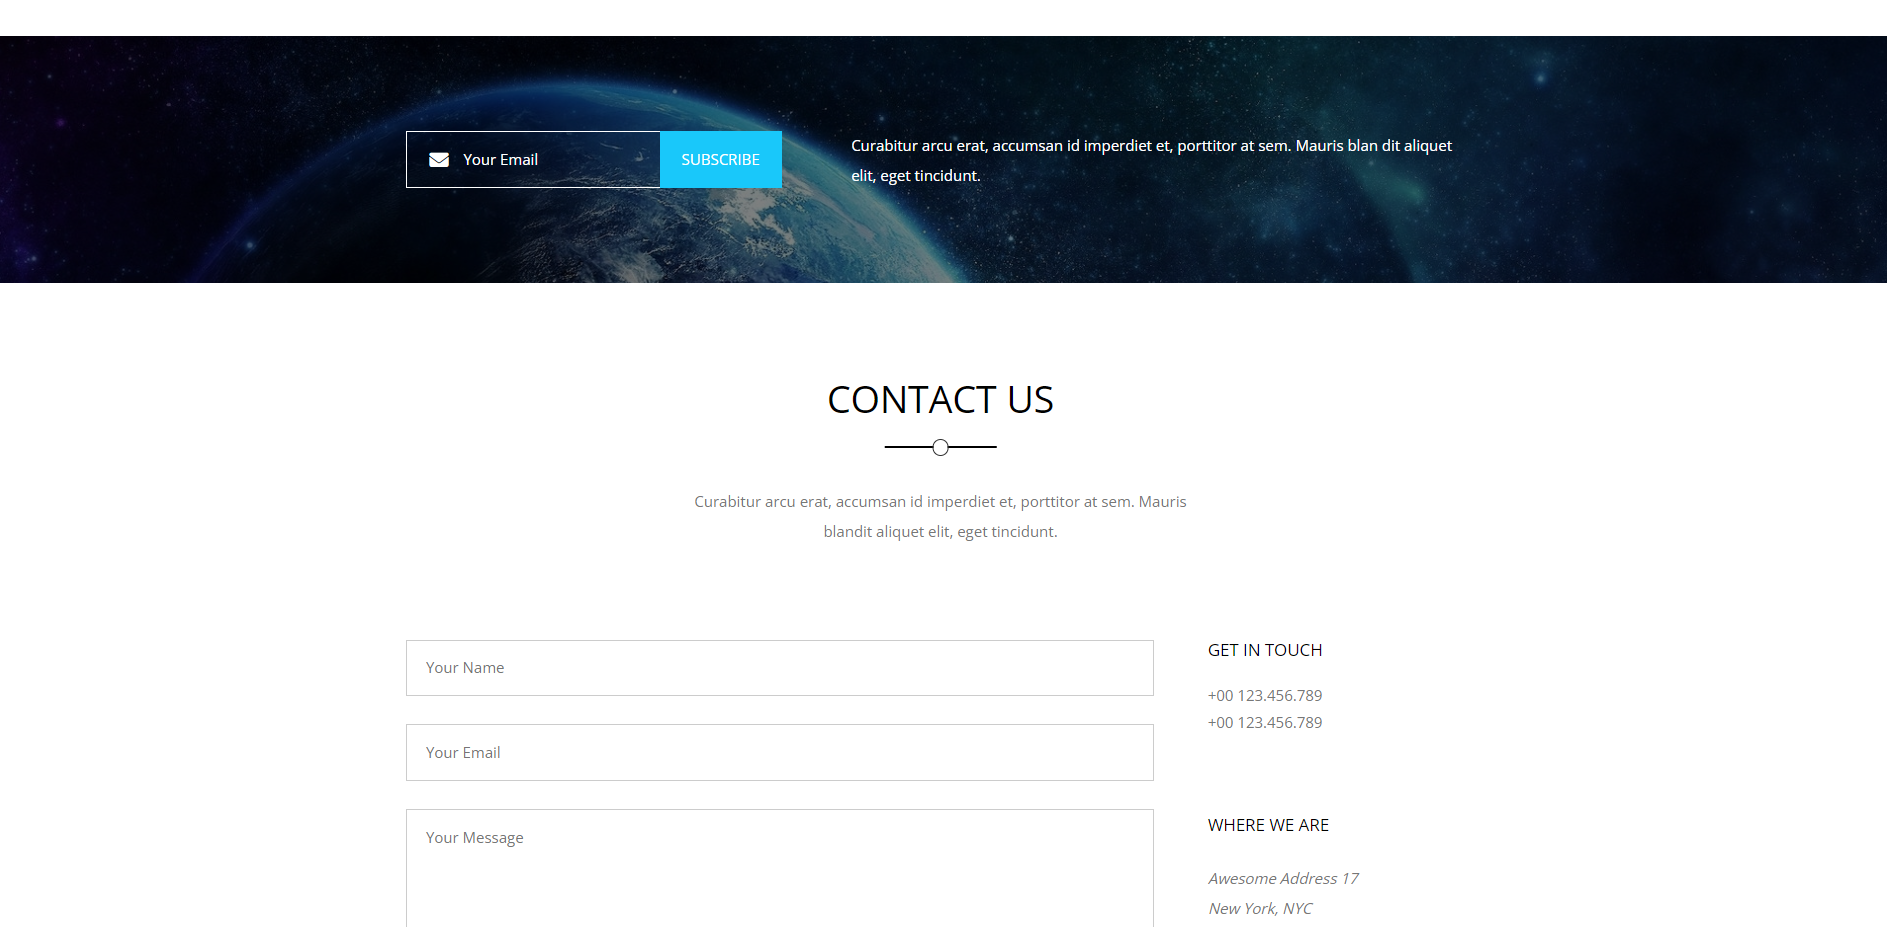 Your Email
SUBSCRIBE
Curabitur arcu erat, accumsan id imperdiet et, porttitor at sem. Mauris blan dit aliquet
elit, eget tincidunt.
CONTACT US
Curabitur arcu erat, accumsan id imperdiet et, porttitor at sem. Mauris
blandit aliquet elit, eget tincidunt.
Your Name
Your Email
Your Message
GET IN TOUCH
+00 123.456.789
+00 123.456.789
WHERE WE ARE
Awesome Address 17
New York, NYC